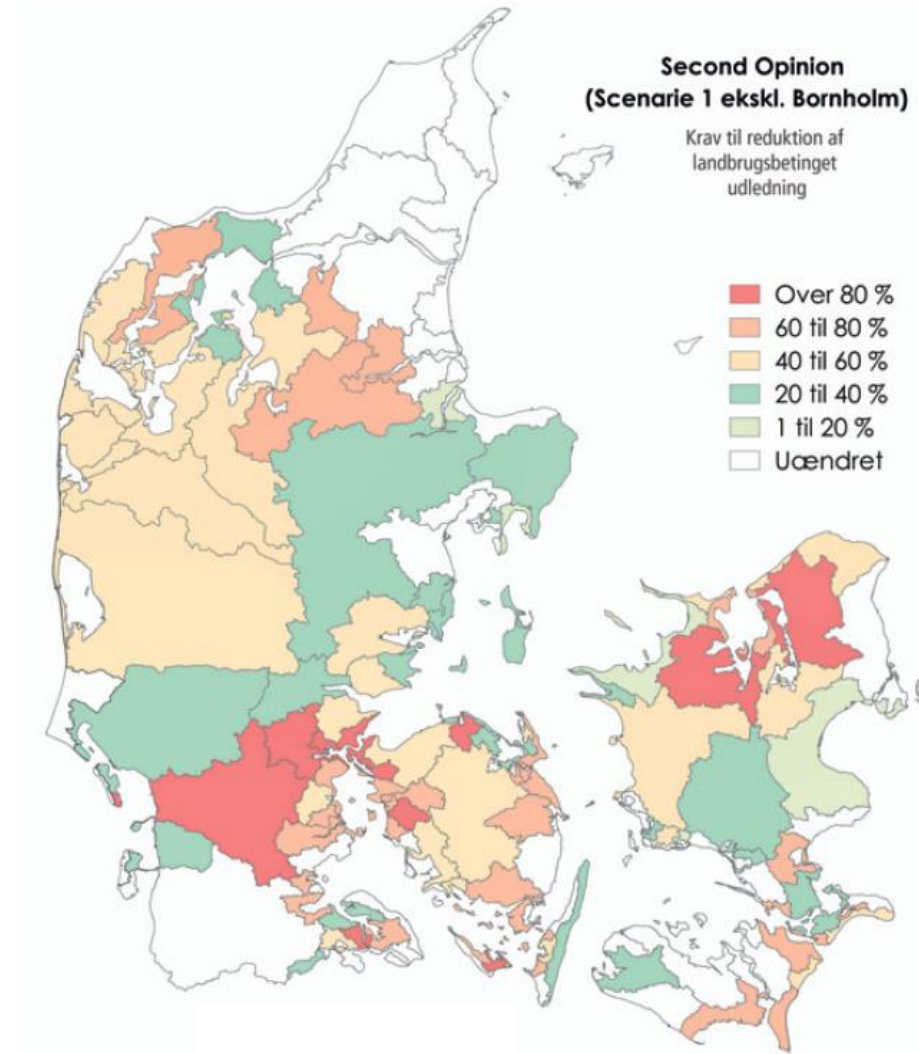 Second Opinion
(Scenarie 1 ekskl. Bornholm)
Krav til reduktion af
landbrugsbetinget
udledning
Over 80 %
60 til 80 %
40 til 60 %
20 til 40 %
1 til 20 %
Uændret